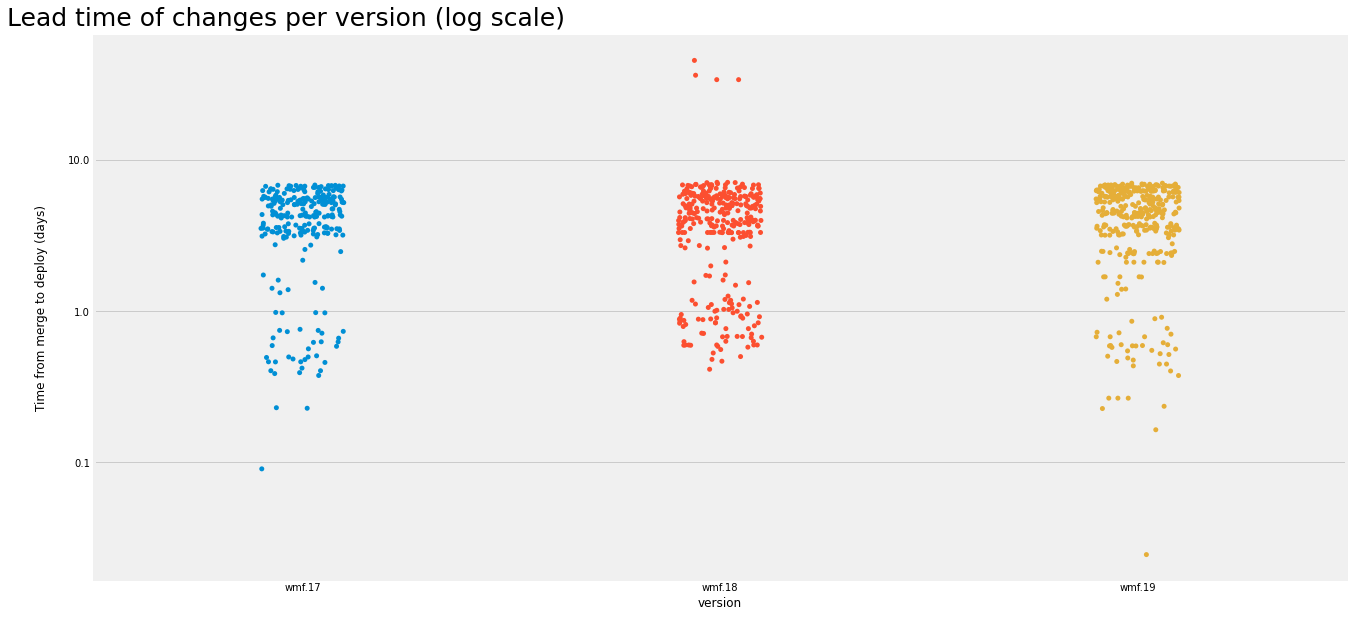 Lead time of changes per version (log scale)
Time from merge to deploy (days)
10.0
1.0
0.1
wmf.17
wmf.18
wmf.19
version